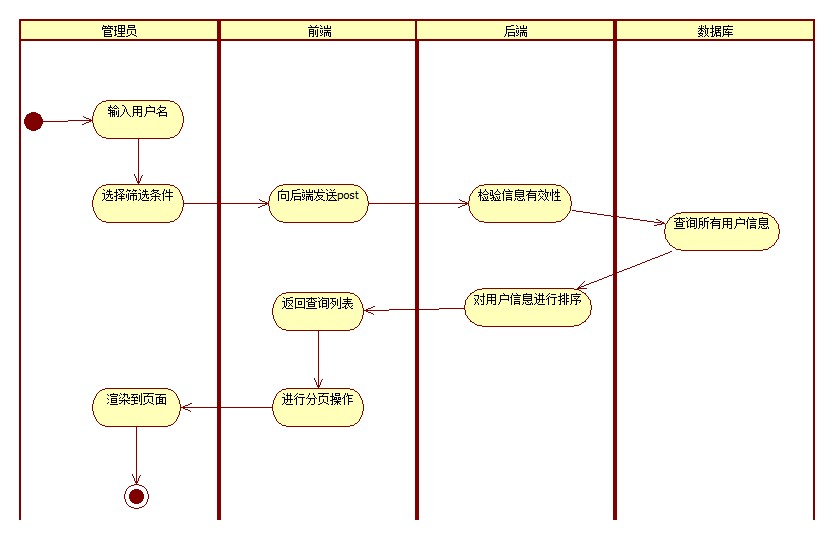 管理员
前端
后端
数据库
输入用户名
选择筛选条件
向后端发送post
检验信息有效性
查询所有用户信息
对用户信息进行排序
返回查询列表
进行分页操作
渲染到页面